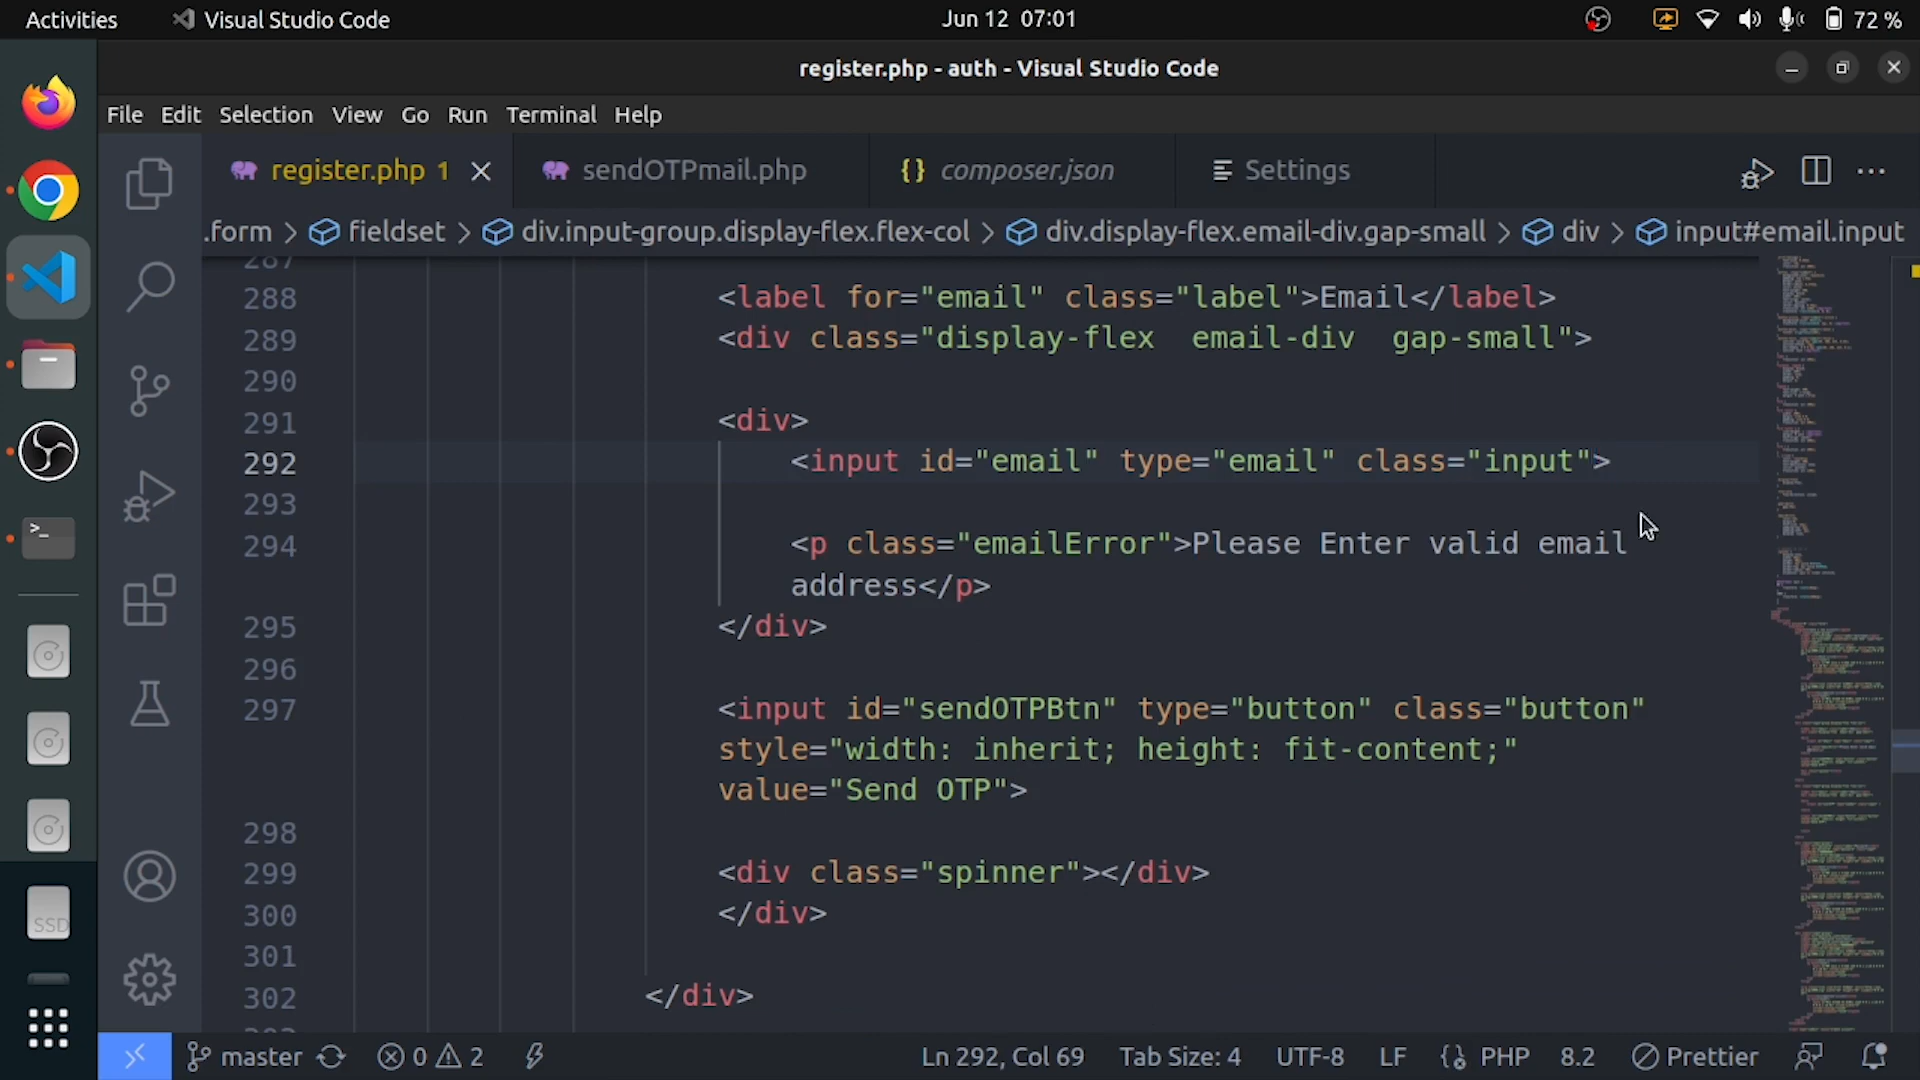 Activities Visual Studio Code Jun 12 07:01 72 %
register.php - auth - Visual Studio Code
File Edit Selection View Go Run Terminal Help
register.php 1 sendOTPmail.php {} composer.json Settings
.form > fieldset > div.input-group.display-flex.flex-col > div.display-flex.email-div.gap-small > div > input#email.input
287
288 <label for="email" class="label">Email</label>
289 <div class="display-flex  email-div  gap-small">
290
291 <div>
292 <input id="email" type="email" class="input">
293
294 <p class="emailError">Please Enter valid email
address</p>
295 </div>
296
297 <input id="sendOTPBtn" type="button" class="button"
style="width: inherit; height: fit-content;"
value="Send OTP">
298
299 <div class="spinner"></div>
300 </div>
301
302 </div>
SSD
master 0 2 Ln 292, Col 69 Tab Size: 4 UTF-8 LF PHP 8.2 Prettier